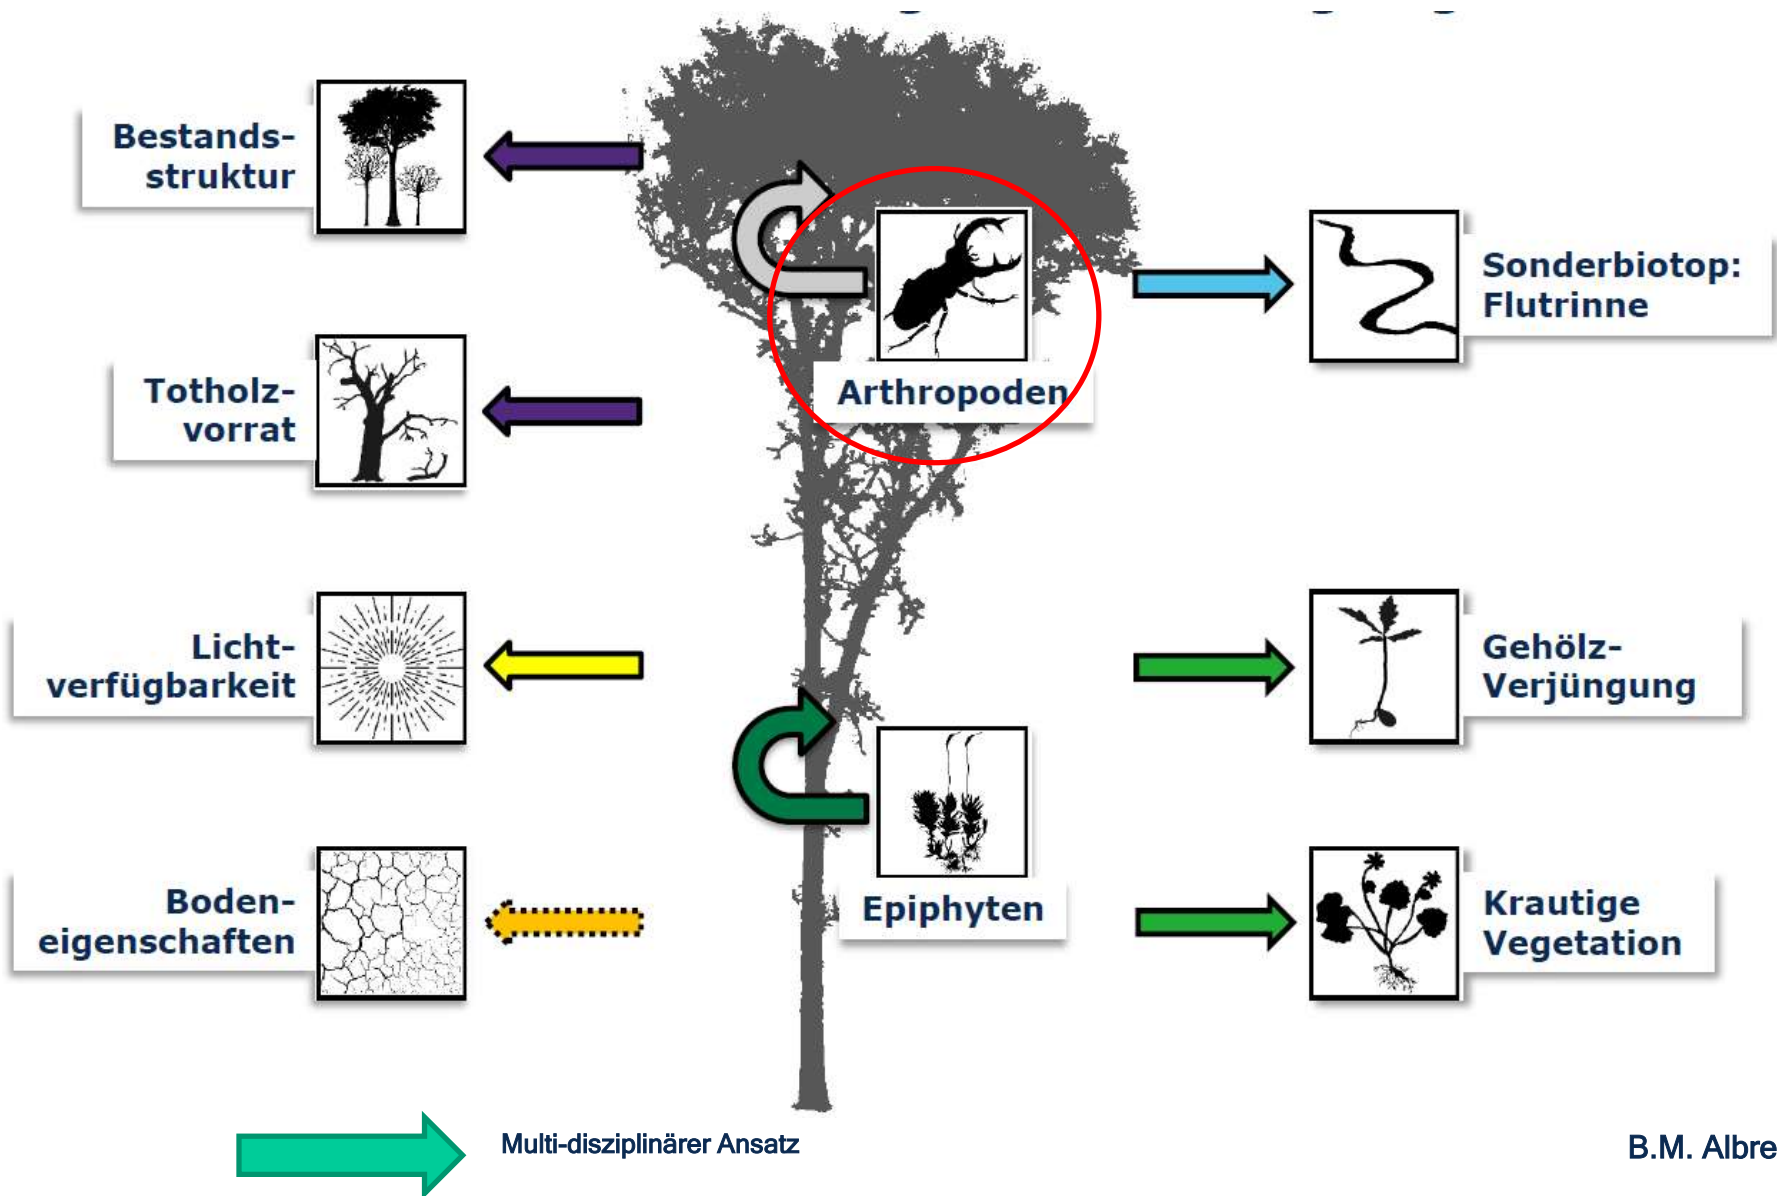 Bestands-
struktur
Totholz-
vorrat
Licht-
verfügbarkeit
Boden-
eigenschaften
Arthropoden
Epiphyten
Sonderbiotop:
Flutrinne
Gehölz-
Verjüngung
Krautige
Vegetation
Multi-disziplinärer Ansatz
B.M. Albre